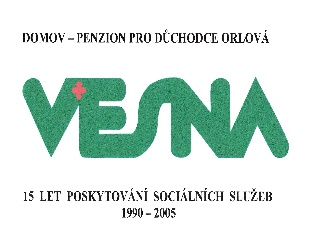 DOMOV – PENZION PRO DŮCHODCE ORLOVÁ
VESNA
15 LET POSKYTOVÁNÍ SOCIÁLNÍCH SLUŽEB
1990 – 2005